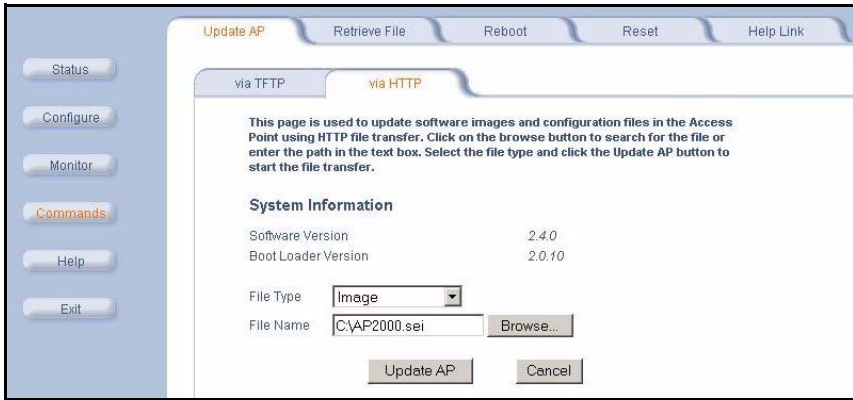 Update AP
Retrieve File
Reboot
Reset
Help Link
Status
Configure
Monitor
Commands
Help
Exit
via TFTP
via HTTP
This page is used to update software images and configuration files in the Access
Point using HTTP file transfer. Click on the browse button to search for the file or
enter the path in the text box. Select the file type and click the Update AP button to
start the file transfer.
System Information
Software Version 2.4.0
Boot Loader Version 2.0.10
File Type Image
File Name C:\AP2000.sei Browse...
Update AP Cancel